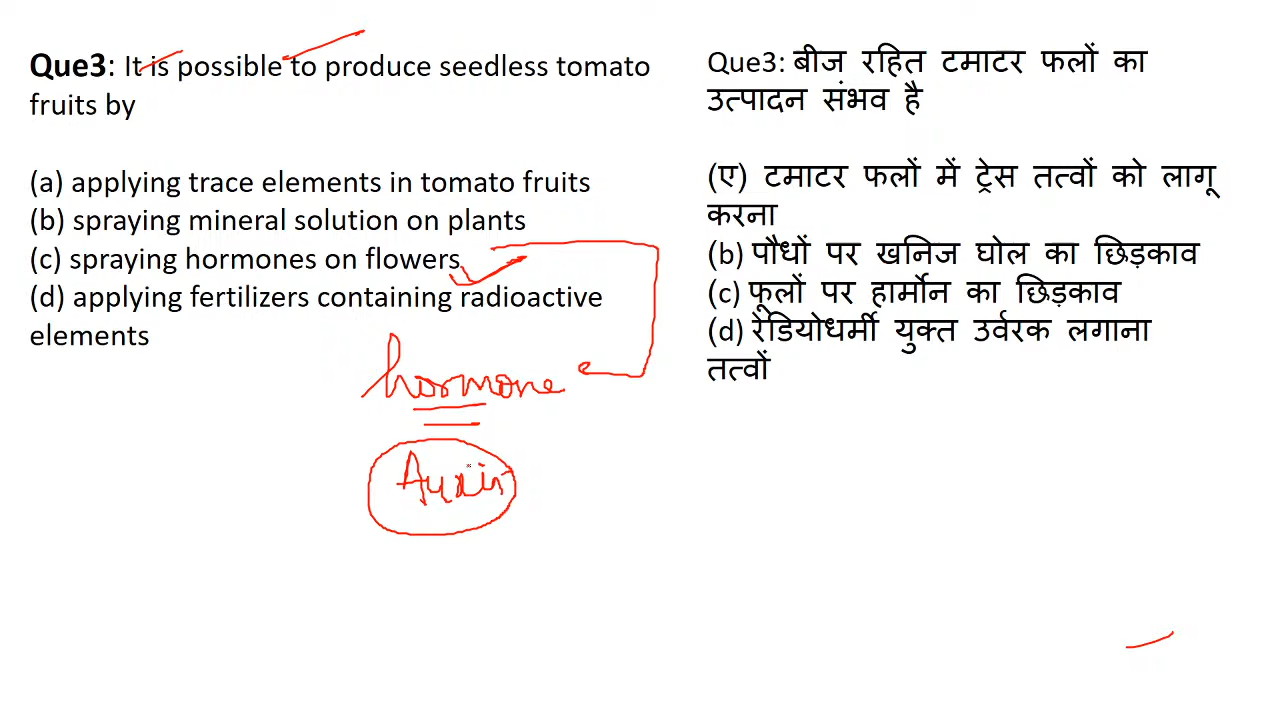 Que3: It is possible to produce seedless tomato
fruits by
(a) applying trace elements in tomato fruits
(b) spraying mineral solution on plants
(c) spraying hormones on flowers
(d) applying fertilizers containing radioactive
elements
hormone
Auxin
Que3: बीज रहित टमाटर फलों का
उत्पादन संभव है
(ए) टमाटर फलों में ट्रेस तत्वों को लागू
करना
(b) पौधों पर खनिज घोल का छिड़काव
(c) फूलों पर हार्मोन का छिड़काव
(d) रेडियोधर्मी युक्त उर्वरक लगाना
तत्वों